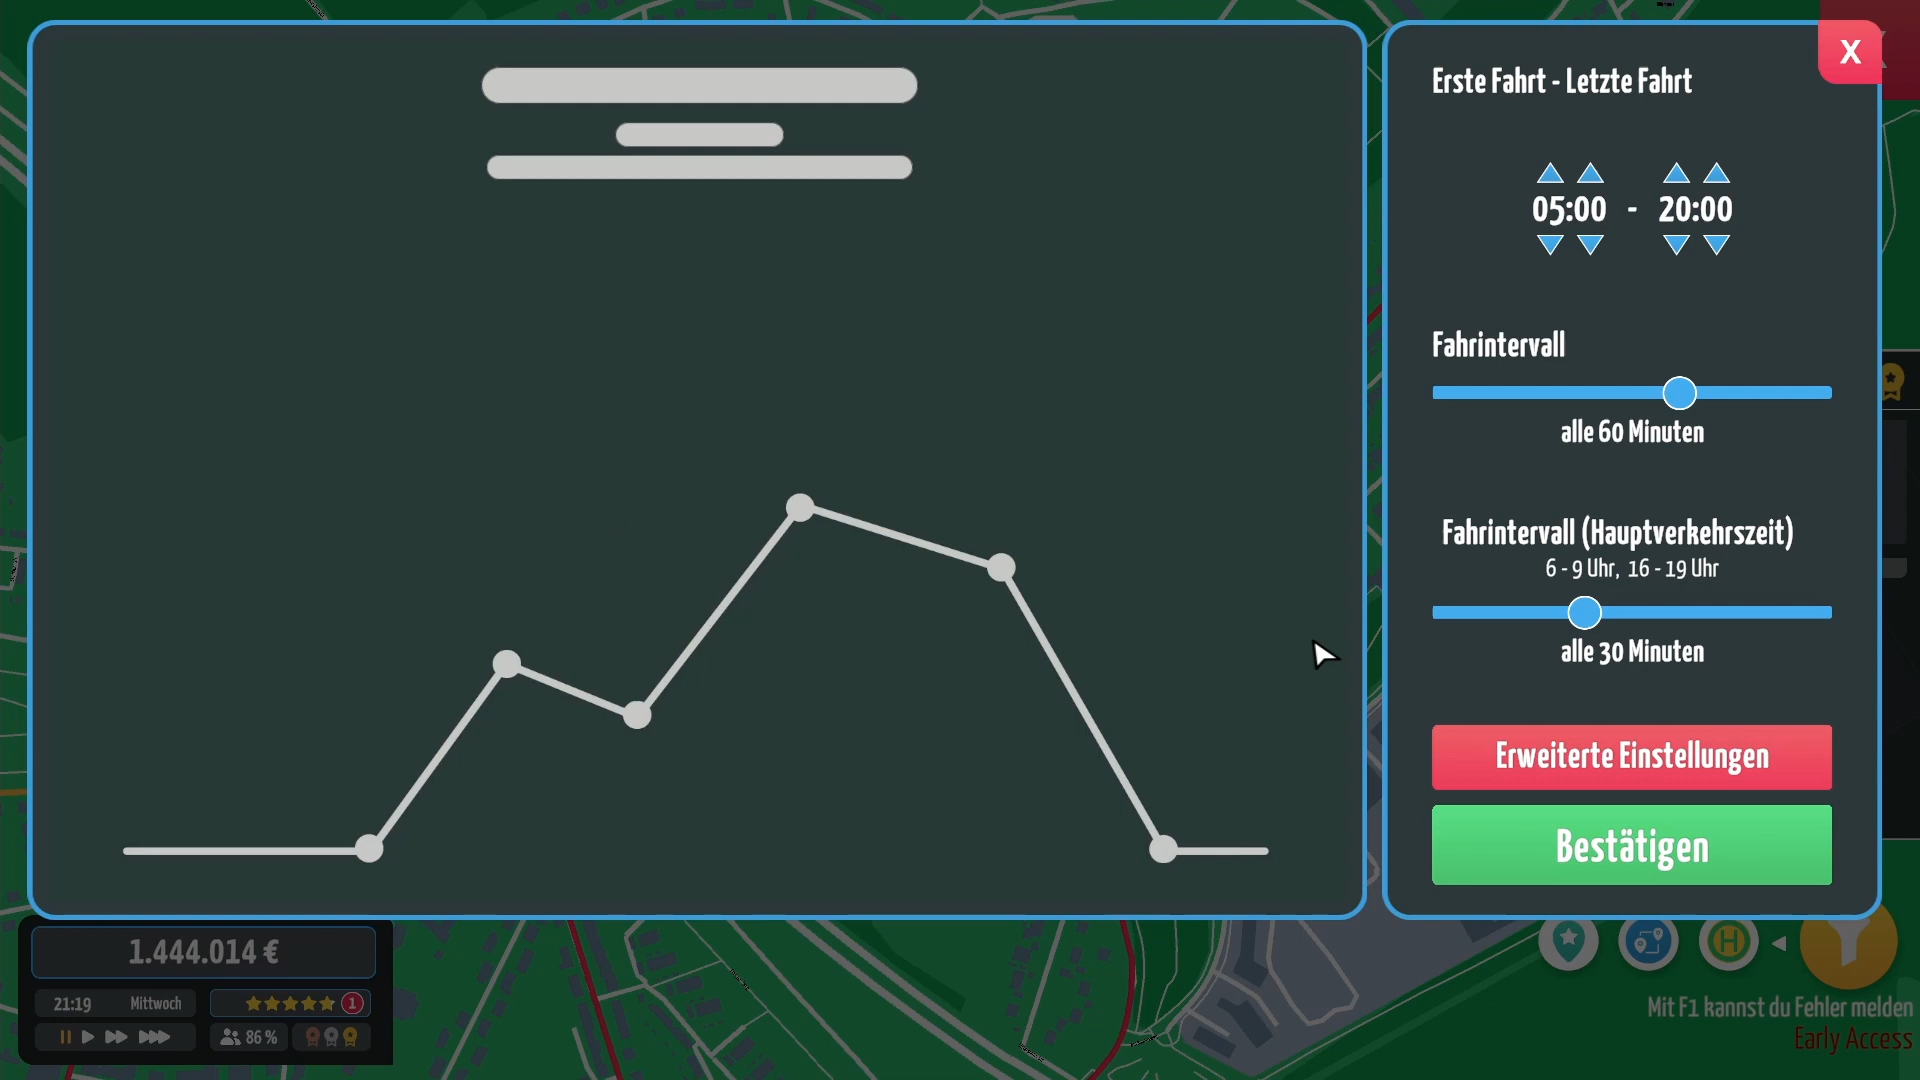 X
Erste Fahrt - Letzte Fahrt
05:00 - 20:00
Fahrintervall
alle 60 Minuten
Fahrintervall (Hauptverkehrszeit)
6 - 9 Uhr, 16 - 19 Uhr
alle 30 Minuten
Erweiterte Einstellungen
Bestätigen
1.444.014 €
21:19 Mittwoch
1
86 %
H
Mit F1 kannst du Fehler melden
Early Access